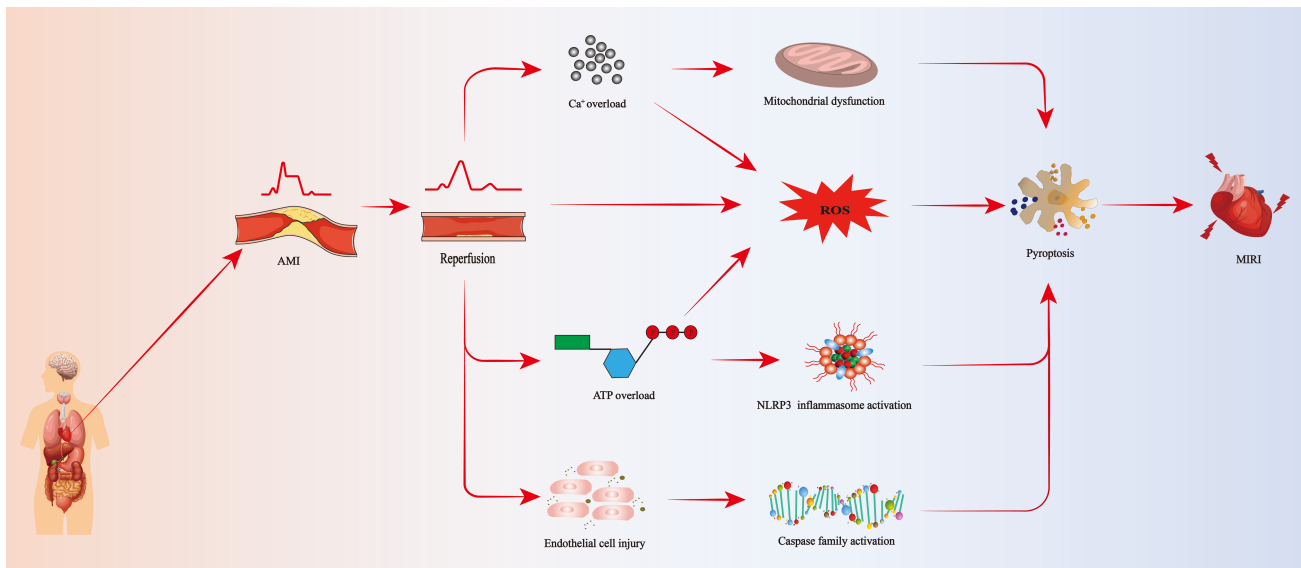 Ca⁺ overload
Mitochondrial dysfunction
ROS
AMI
Reperfusion
Pyroptosis
MIRI
P P P
ATP overload
NLRP3 inflammasome activation
Endothelial cell injury
Caspase family activation